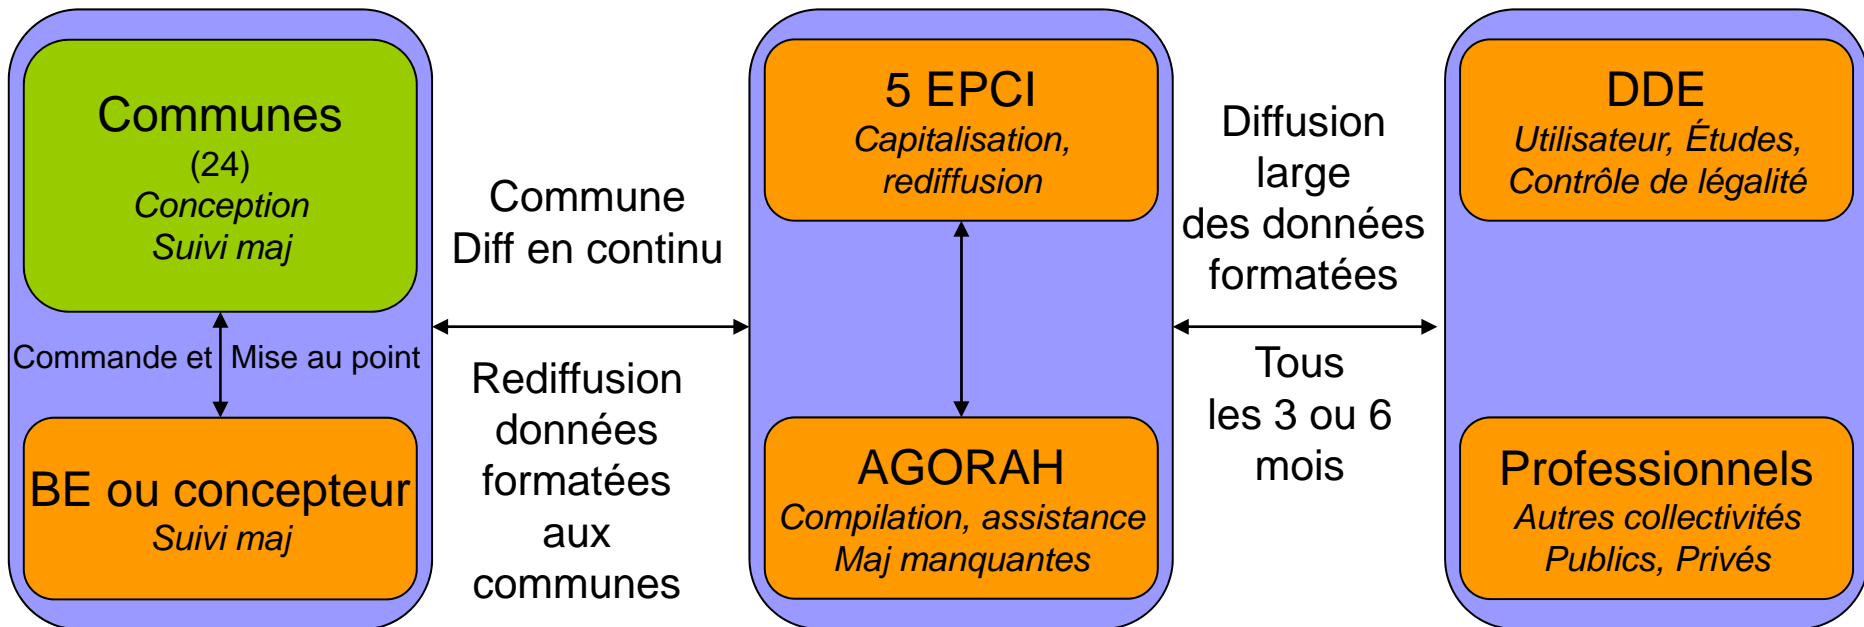 Communes
(24)
Conception
Suivi maj
Commande et Mise au point
BE ou concepteur
Suivi maj
Commune
Diff en continu
Rediffusion
données
formatées
aux
communes
5 EPCI
Capitalisation,
rediffusion
AGORAH
Compilation, assistance
Maj manquantes
Diffusion
large
des données
formatées
Tous
les 3 ou 6
mois
DDE
Utilisateur, Études,
Contrôle de légalité
Professionnels
Autres collectivités
Publics, Privés